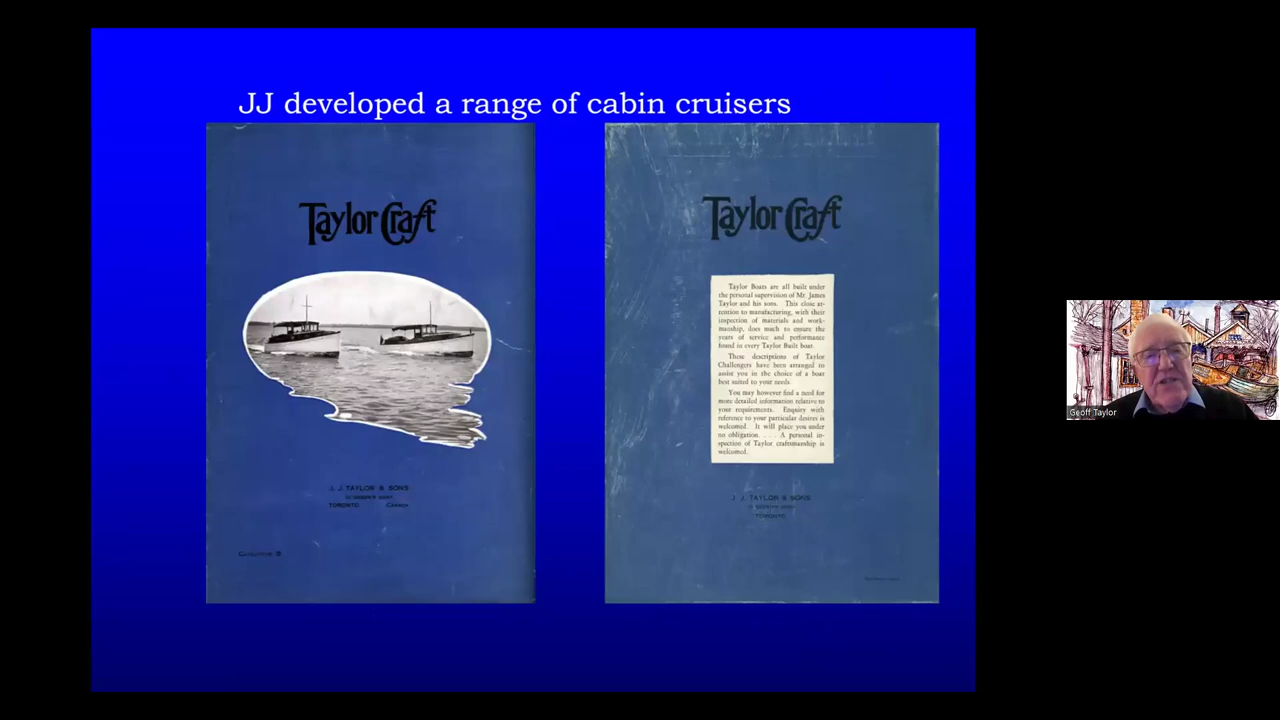 JJ developed a range of cabin cruisers
Taylor Craft
J. J. TAYLOR & SONS
TORONTO CANADA
Taylor Craft
Taylor Boats are all built under
the personal supervision of Mr. James
Taylor and his sons. This close at-
tention to manufacturing, with their
inspection of materials and work-
manship, does much to ensure the
years of service and performance
found in every Taylor Built boat.
These descriptions of Taylor
Challengers have been arranged to
assist you in the choice of a boat
best suited to your needs.
You may however find a need for
more detailed information relative to
your requirements. Enquiry with
reference to your particular desires is
welcomed. It will place you under
no obligation. . . . A personal in-
spection of Taylor craftsmanship is
welcomed.
J. J. TAYLOR & SONS
TORONTO
Geoff Taylor